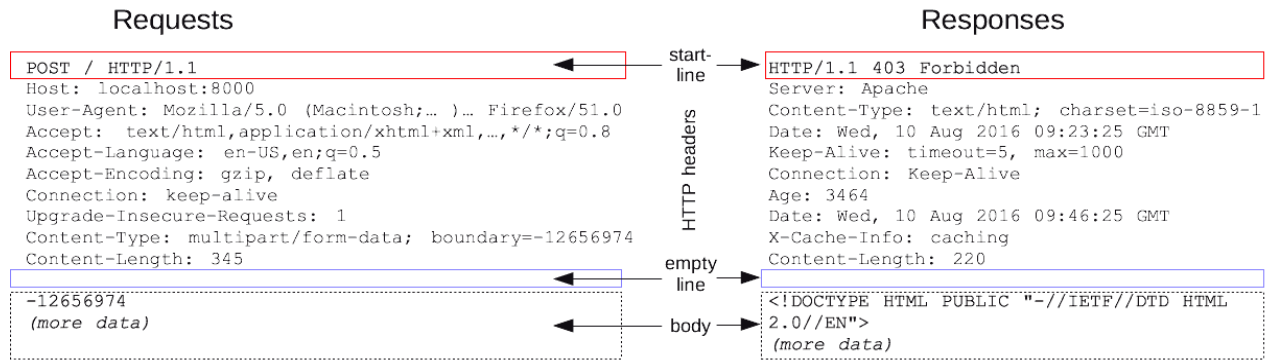 Requests
POST / HTTP/1.1
Host: localhost:8000
User-Agent: Mozilla/5.0 (Macintosh;… )… Firefox/51.0
Accept: text/html,application/xhtml+xml,…,*/*;q=0.8
Accept-Language: en-US,en;q=0.5
Accept-Encoding: gzip, deflate
Connection: keep-alive
Upgrade-Insecure-Requests: 1
Content-Type: multipart/form-data; boundary=-12656974
Content-Length: 345
-12656974
(more data)
start-
line
HTTP headers
empty
line
body
Responses
HTTP/1.1 403 Forbidden
Server: Apache
Content-Type: text/html; charset=iso-8859-1
Date: Wed, 10 Aug 2016 09:23:25 GMT
Keep-Alive: timeout=5, max=1000
Connection: Keep-Alive
Age: 3464
Date: Wed, 10 Aug 2016 09:46:25 GMT
X-Cache-Info: caching
Content-Length: 220
<!DOCTYPE HTML PUBLIC "-//IETF//DTD HTML
2.0//EN">
(more data)